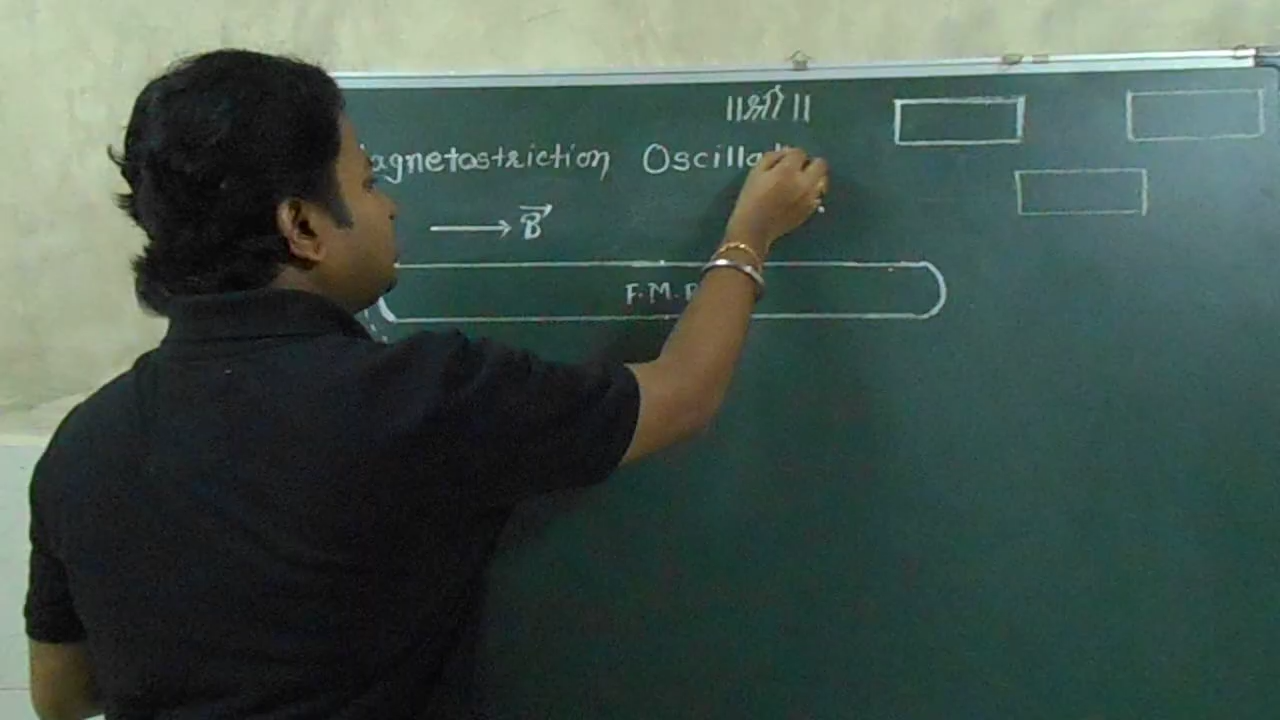 ॥श्री॥
agnetostriction Oscillat
B
F.M.